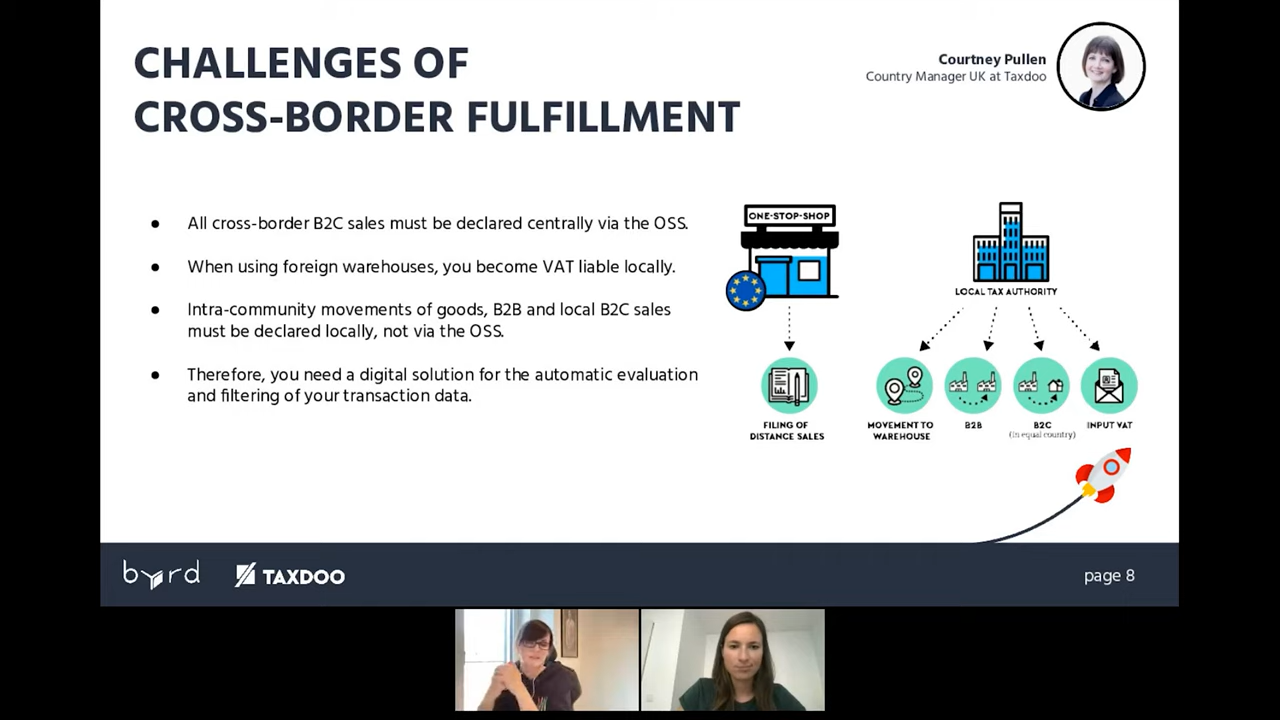 CHALLENGES OF
CROSS-BORDER FULFILLMENT
Courtney Pullen
Country Manager UK at Taxdoo
● All cross-border B2C sales must be declared centrally via the OSS.
● When using foreign warehouses, you become VAT liable locally.
● Intra-community movements of goods, B2B and local B2C sales
must be declared locally, not via the OSS.
● Therefore, you need a digital solution for the automatic evaluation
and filtering of your transaction data.
ONE-STOP-SHOP
FILING OF
DISTANCE SALES
LOCAL TAX AUTHORITY
MOVEMENT TO
WAREHOUSE
B2B
B2C
(in equal country)
INPUT VAT
byrd
TAXDOO
page 8